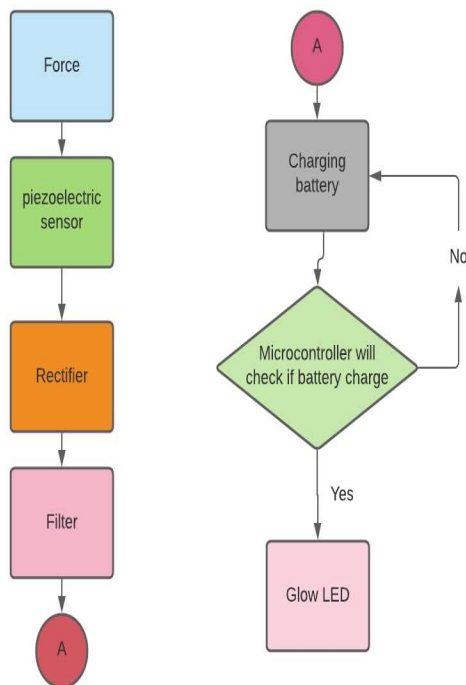 Force
piezoelectric
sensor
Rectifier
Filter
A
A
Charging
battery
No
Microcontroller will
check if battery charge
Yes
Glow LED